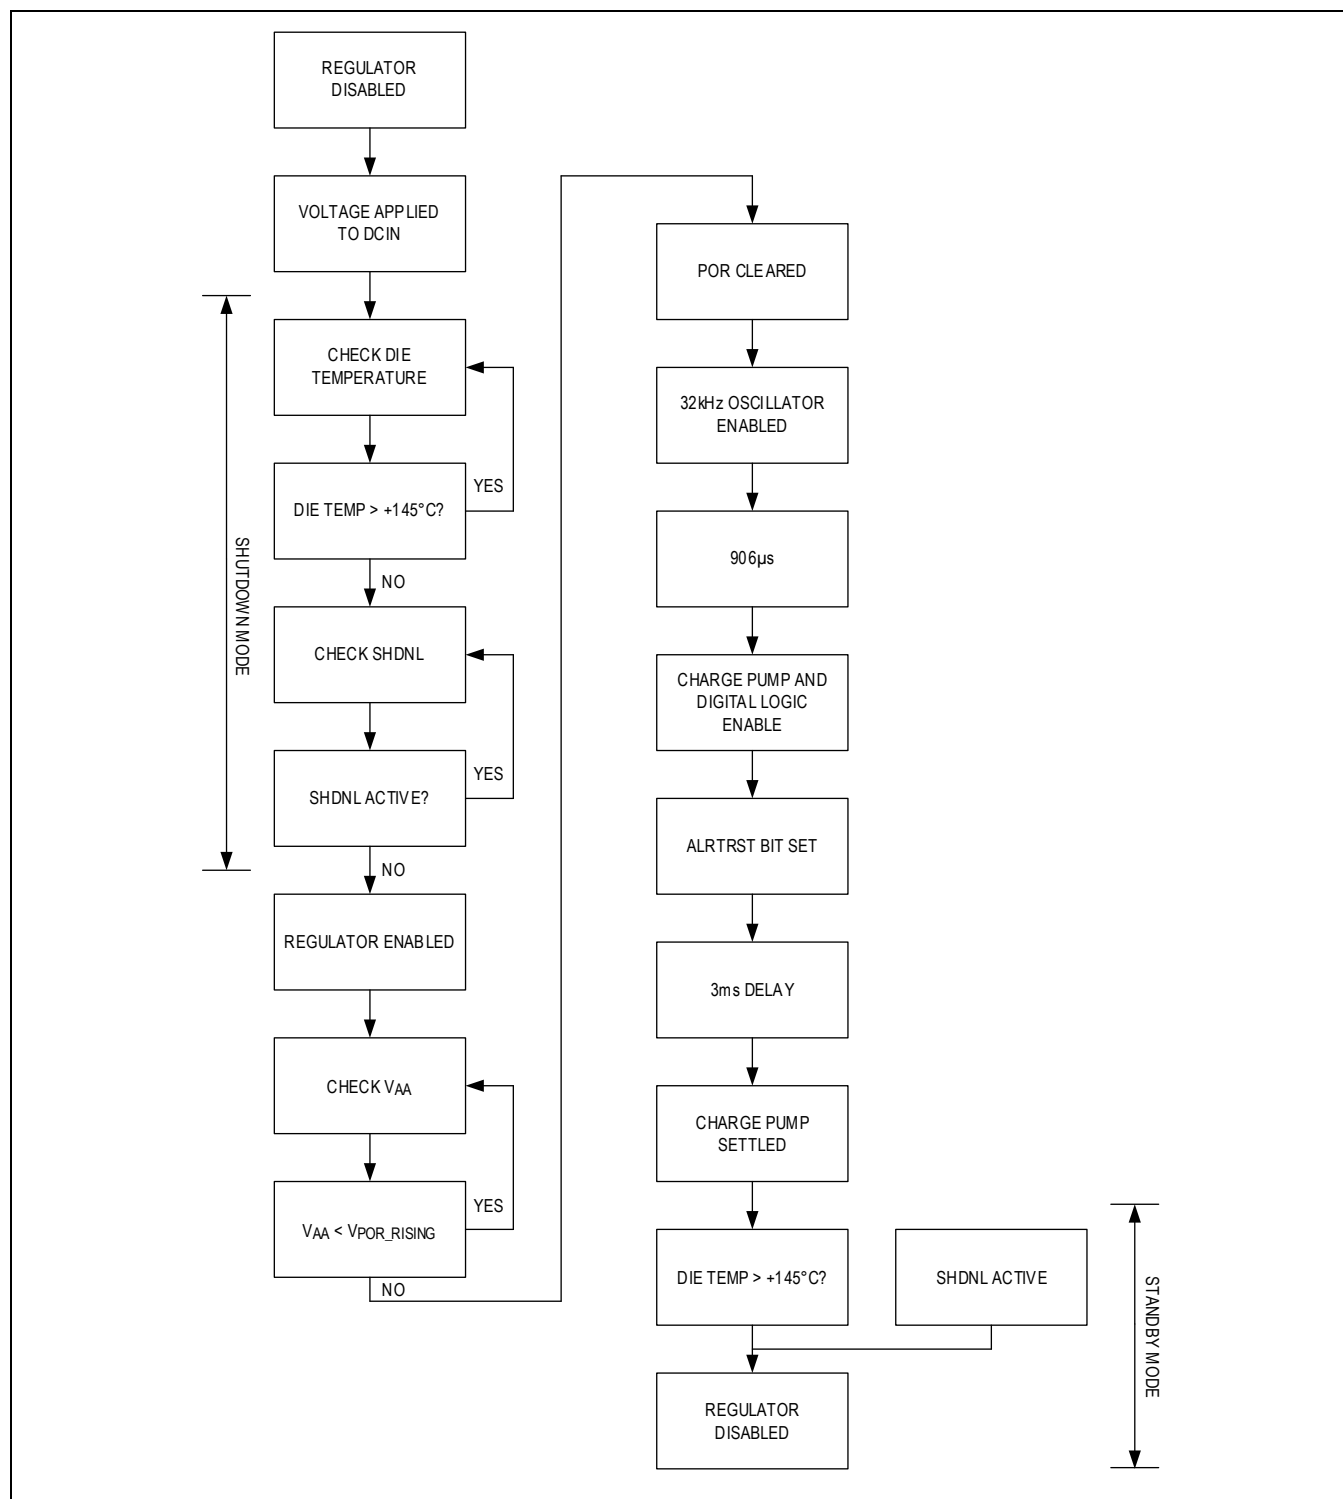 REGULATOR
DISABLED
VOLTAGE APPLIED
TO DCIN
CHECK DIE
TEMPERATURE
DIE TEMP > +145°C?
YES
NO
CHECK SHDNL
SHDNL ACTIVE?
YES
NO
SHUTDOWN MODE
REGULATOR ENABLED
CHECK VAA
VAA < VPOR_RISING
YES
NO
POR CLEARED
32kHz OSCILLATOR
ENABLED
906µs
CHARGE PUMP AND
DIGITAL LOGIC
ENABLE
ALRTRST BIT SET
3ms DELAY
CHARGE PUMP
SETTLED
DIE TEMP > +145°C?
SHDNL ACTIVE
REGULATOR
DISABLED
STANDBY MODE